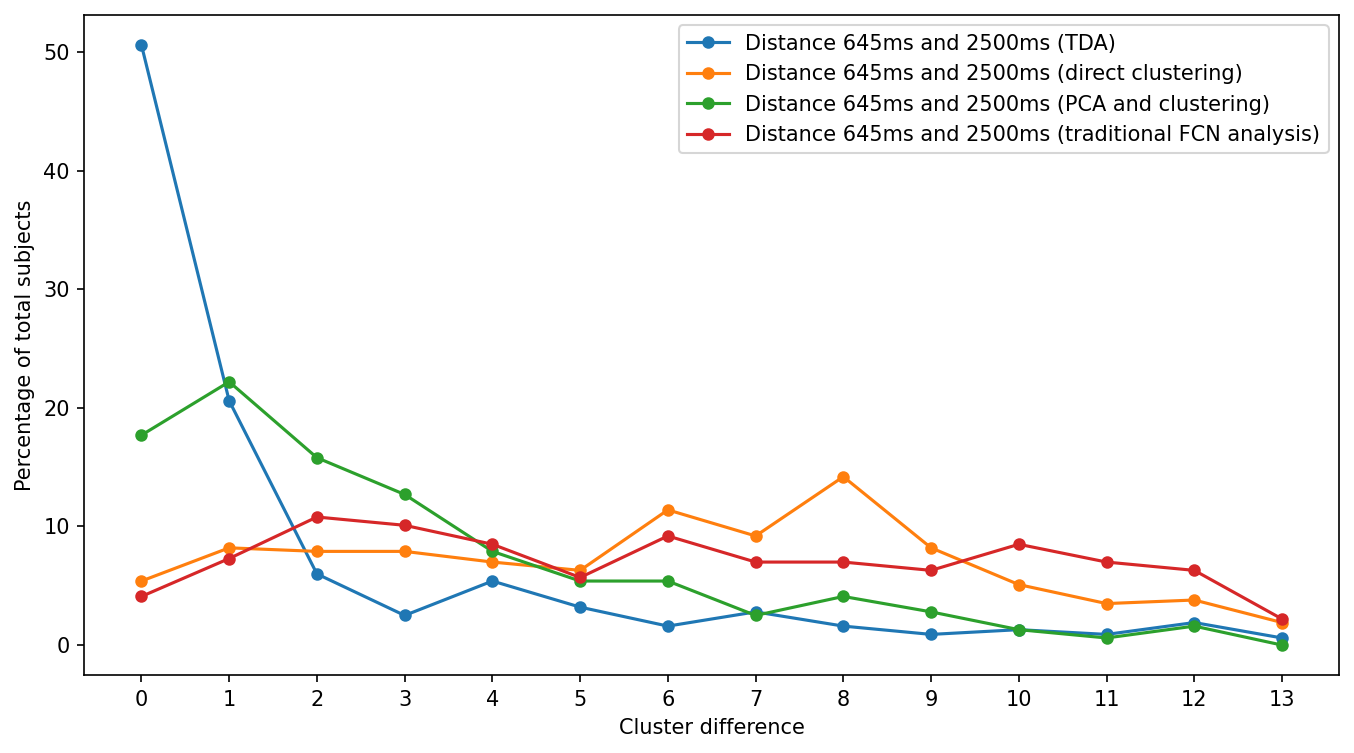 Distance 645ms and 2500ms (TDA)
Distance 645ms and 2500ms (direct clustering)
Distance 645ms and 2500ms (PCA and clustering)
Distance 645ms and 2500ms (traditional FCN analysis)
Percentage of total subjects
50
40
30
20
10
0
0 1 2 3 4 5 6 7 8 9 10 11 12 13
Cluster difference